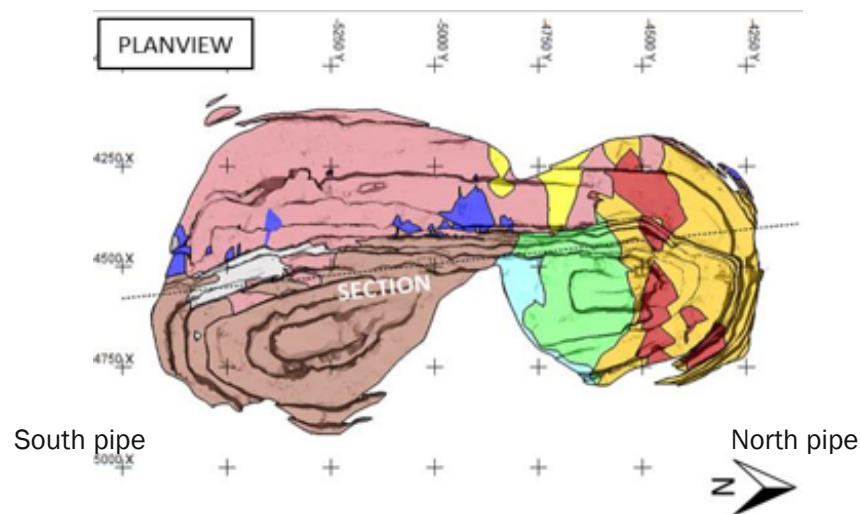 PLANVIEW
-5250 Y
-5000 Y
-4750 Y
-4500 Y
-4250 Y
4250 X
4500 X
SECTION
4750 X
South pipe
North pipe
5000 X
N